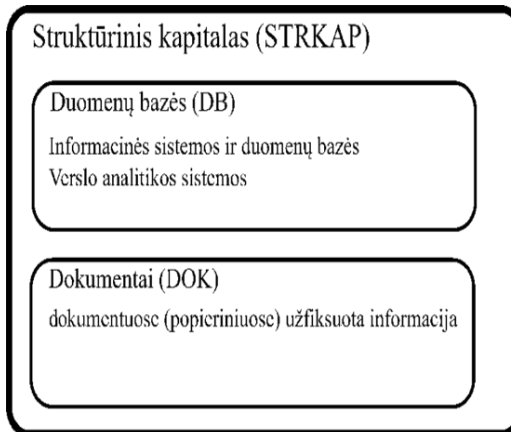 Struktūrinis kapitalas (STRKAP)
Duomenų bazės (DB)
Informacinės sistemos ir duomenų bazės
Verslo analitikos sistemos
Dokumentai (DOK)
dokumentuose (popieriniuose) užfiksuota informacija